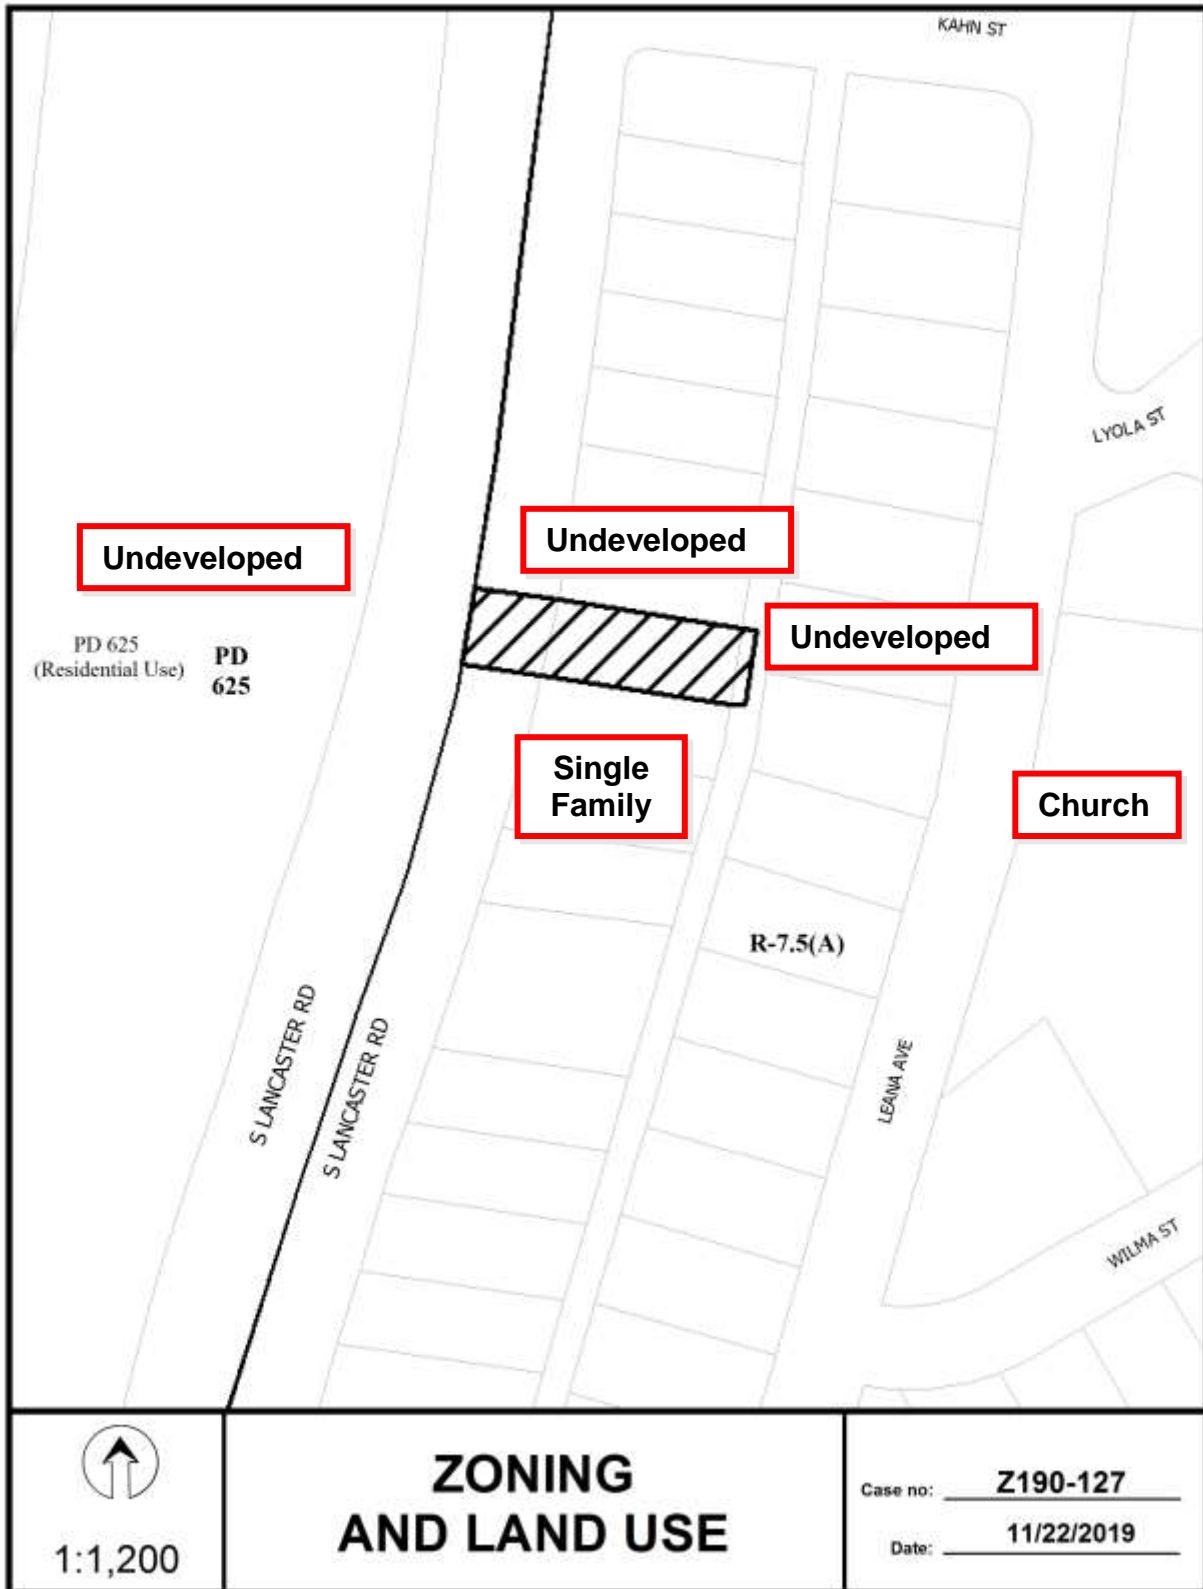 KAHN ST
LYOLA ST
Undeveloped
Undeveloped
Undeveloped
PD 625
(Residential Use)
PD
625
Single
Family
Church
R-7.5(A)
S LANCASTER RD
S LANCASTER RD
LEANA AVE
WILMA ST
1:1,200
ZONING
AND LAND USE
Case no: Z190-127
Date: 11/22/2019